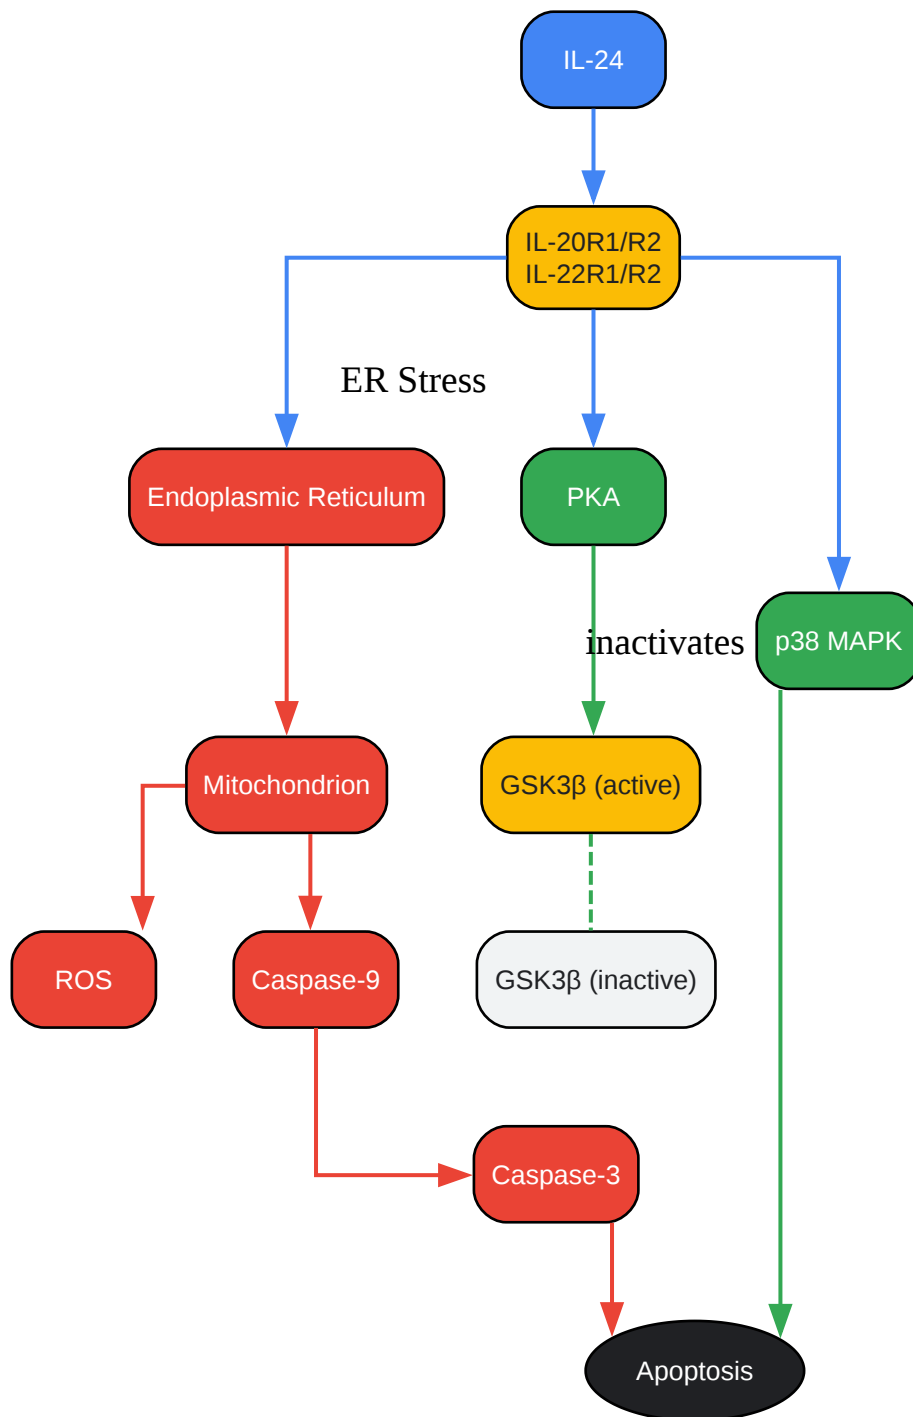 IL-24
IL-20R1/R2
IL-22R1/R2
ER Stress
Endoplasmic Reticulum
PKA
inactivates
p38 MAPK
Mitochondrion
GSK3β (active)
ROS
Caspase-9
GSK3β (inactive)
Caspase-3
Apoptosis